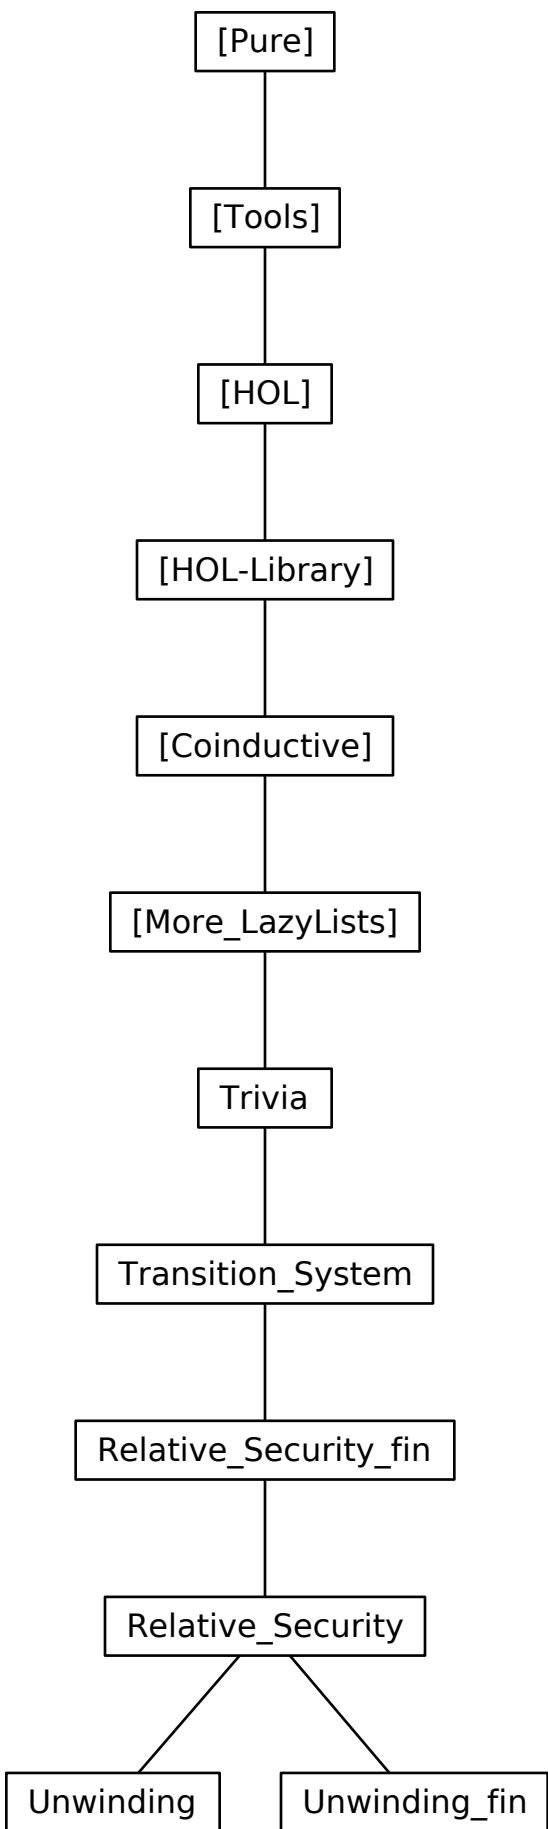 [Pure]
[Tools]
[HOL]
[HOL-Library]
[Coinductive]
[More_LazyLists]
Trivia
Transition_System
Relative_Security_fin
Relative_Security
Unwinding
Unwinding_fin